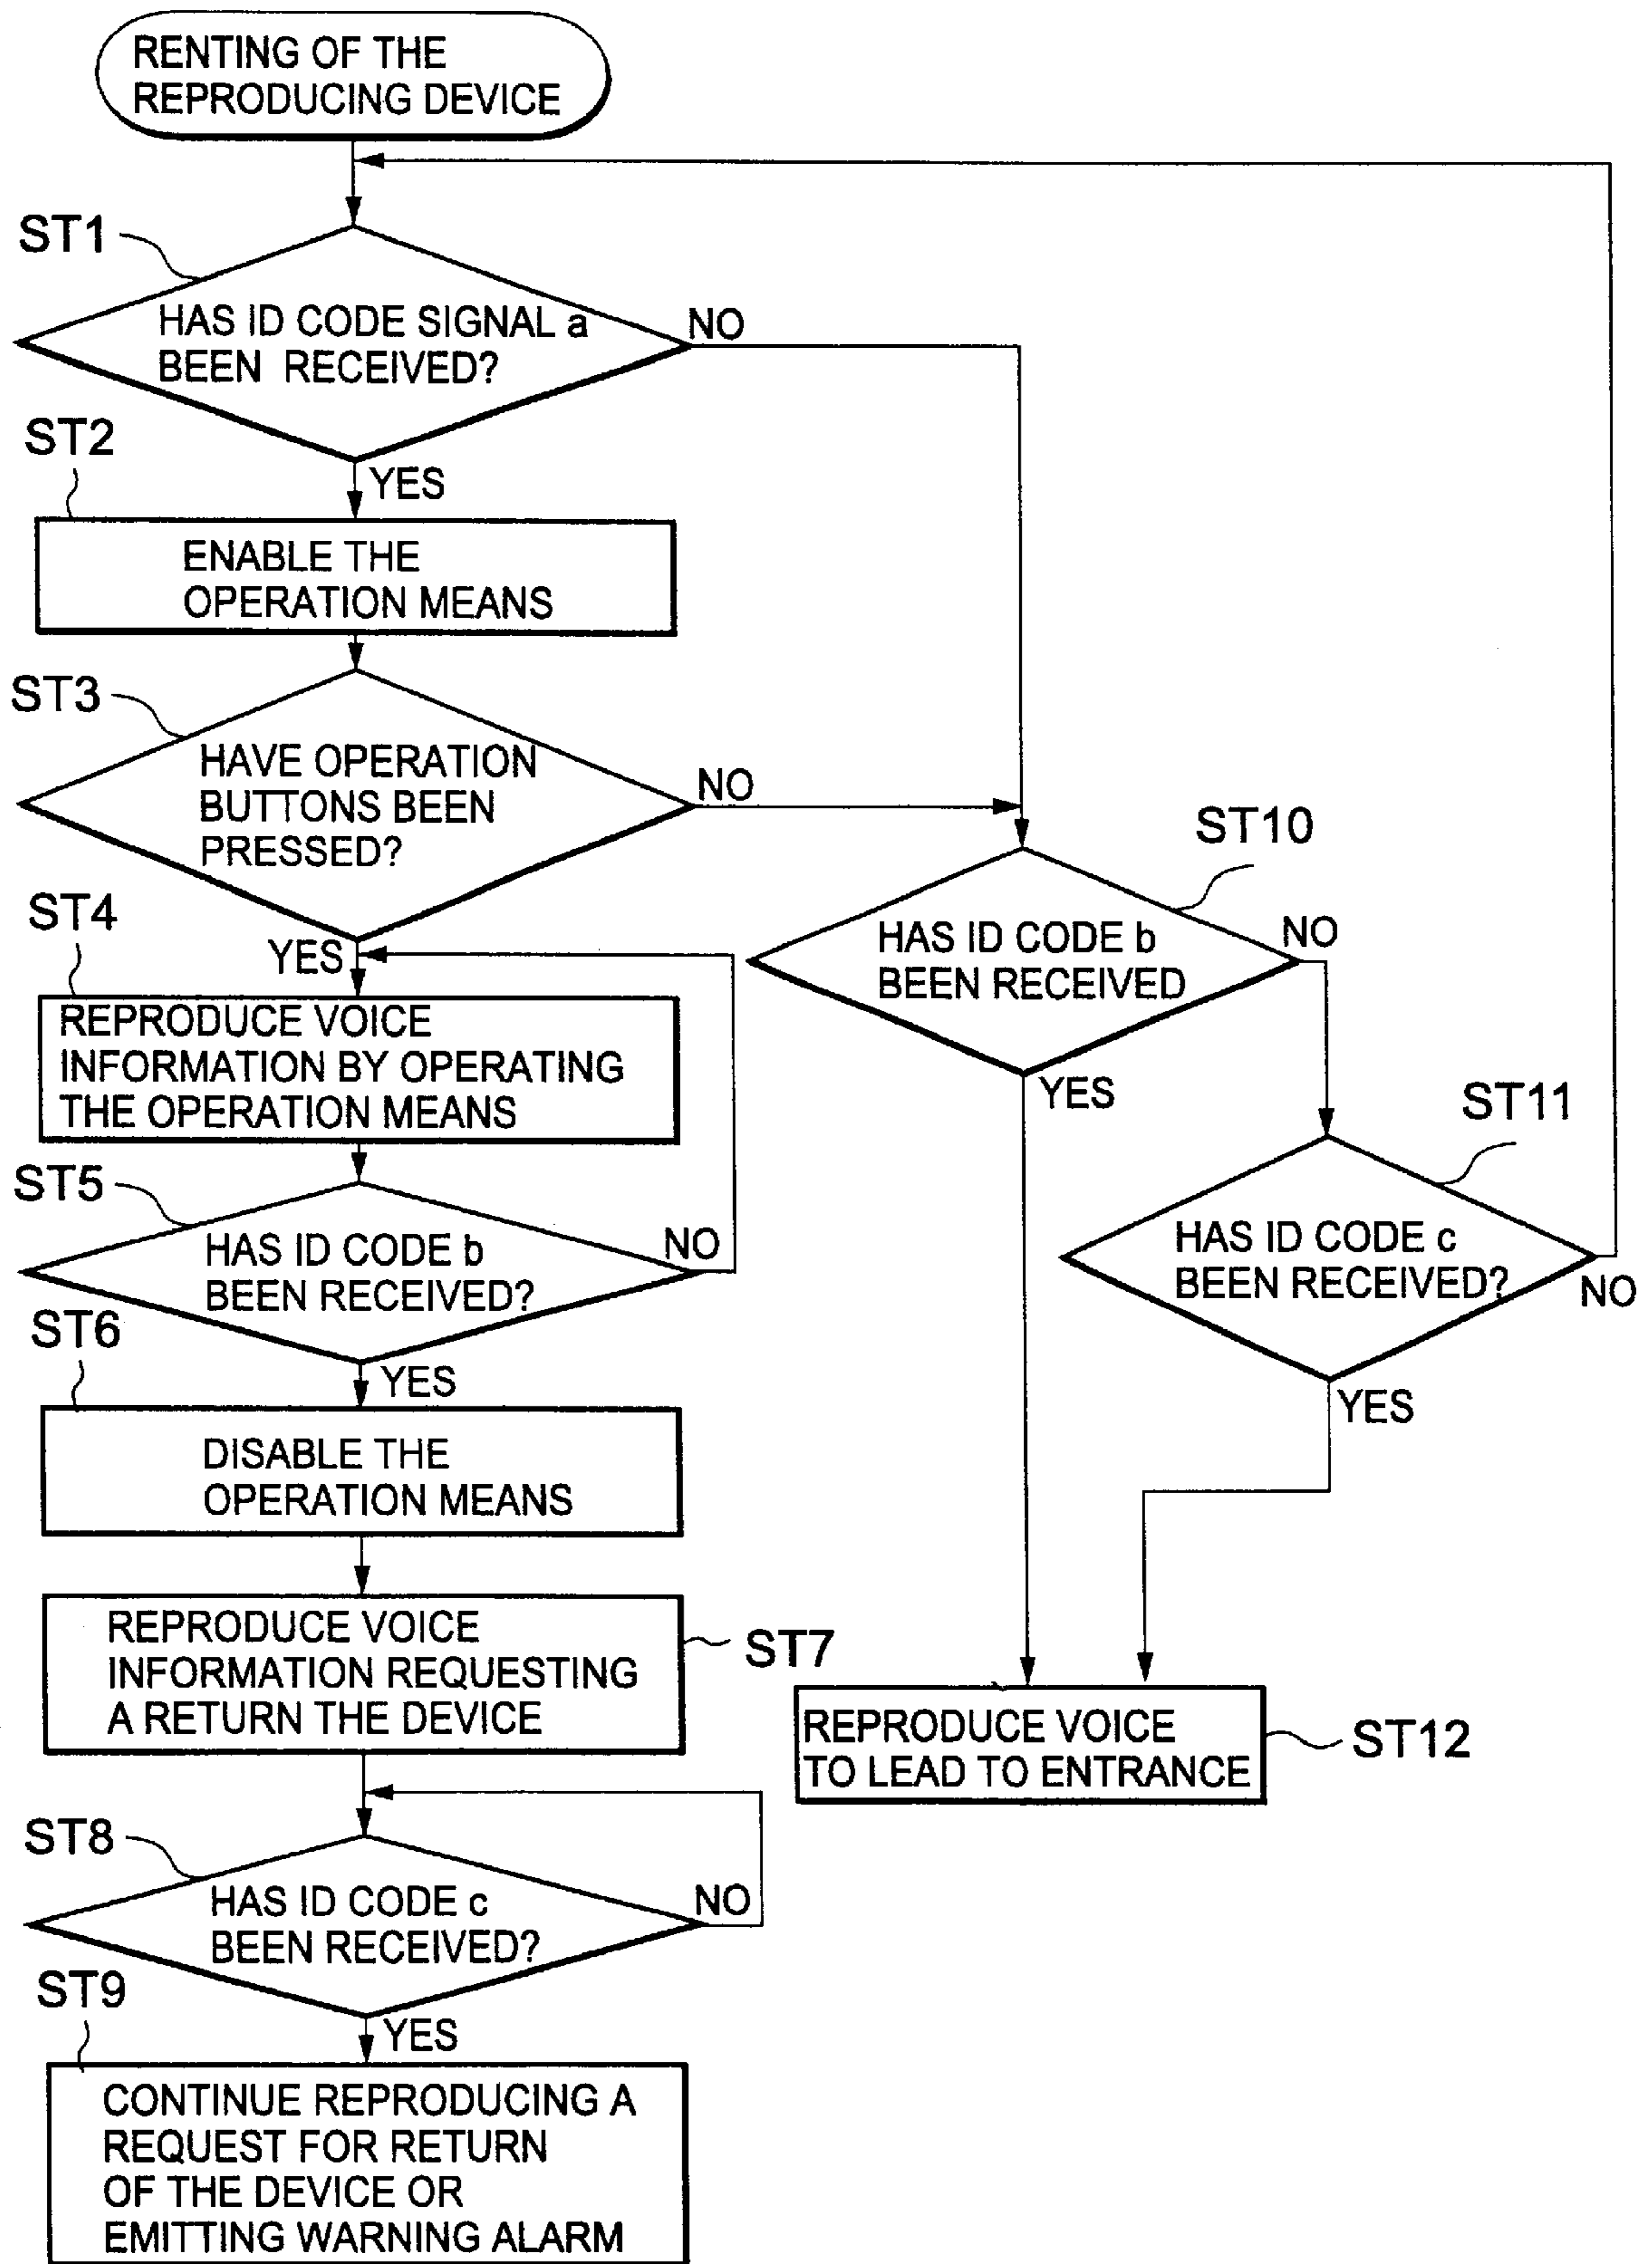 RENTING OF THE
REPRODUCING DEVICE
ST1
HAS ID CODE SIGNAL a
BEEN RECEIVED?
NO
YES
ST2
ENABLE THE
OPERATION MEANS
ST3
HAVE OPERATION
BUTTONS BEEN
PRESSED?
NO
YES
ST4
REPRODUCE VOICE
INFORMATION BY OPERATING
THE OPERATION MEANS
ST5
HAS ID CODE b
BEEN RECEIVED?
NO
YES
ST6
DISABLE THE
OPERATION MEANS
REPRODUCE VOICE
INFORMATION REQUESTING
A RETURN THE DEVICE
ST7
ST8
HAS ID CODE c
BEEN RECEIVED?
NO
YES
ST9
CONTINUE REPRODUCING A
REQUEST FOR RETURN
OF THE DEVICE OR
EMITTING WARNING ALARM
ST10
HAS ID CODE b
BEEN RECEIVED
NO
YES
ST11
HAS ID CODE c
BEEN RECEIVED?
NO
YES
REPRODUCE VOICE
TO LEAD TO ENTRANCE
ST12